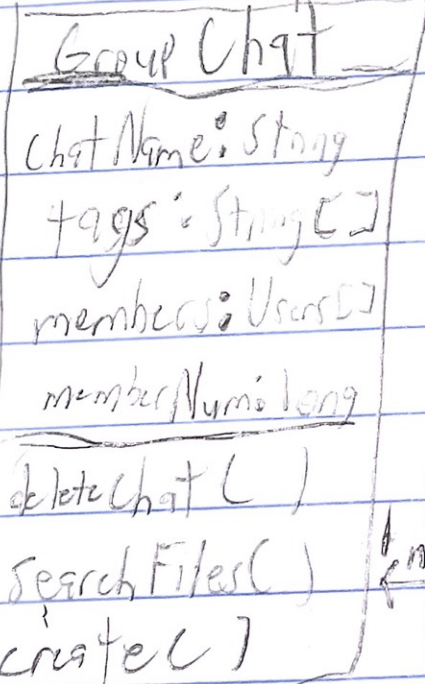 Group Chat
chatName: String
tags: String[]
members: Users[]
memberNum: long
deleteChat( )
searchFiles( )
create( )
n